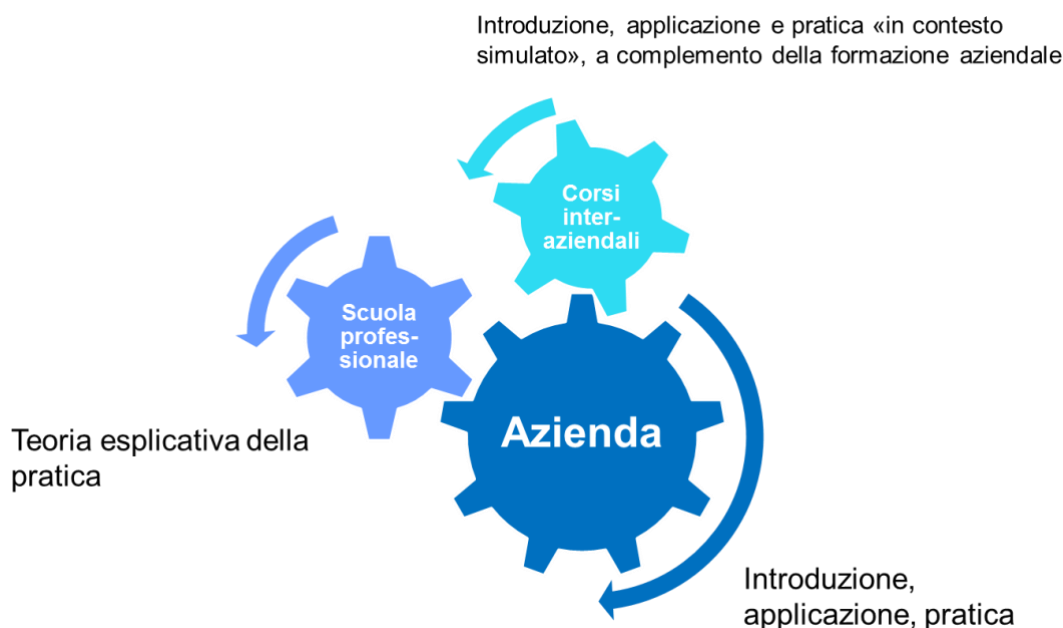 Introduzione, applicazione e pratica «in contesto
simulato», a complemento della formazione aziendale
Corsi
inter-
aziendali
Scuola
profes-
sionale
Azienda
Teoria esplicativa della
pratica
Introduzione,
applicazione, pratica